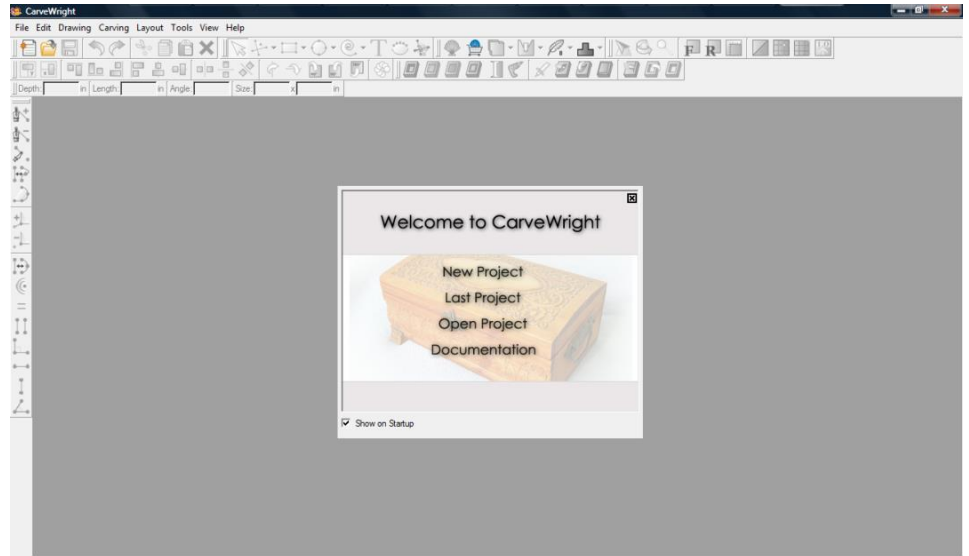 CarveWright
File Edit Drawing Carving Layout Tools View Help
T F R
Depth: in Length: in Angle: Size: x in
Welcome to CarveWright
New Project
Last Project
Open Project
Documentation
Show on Startup